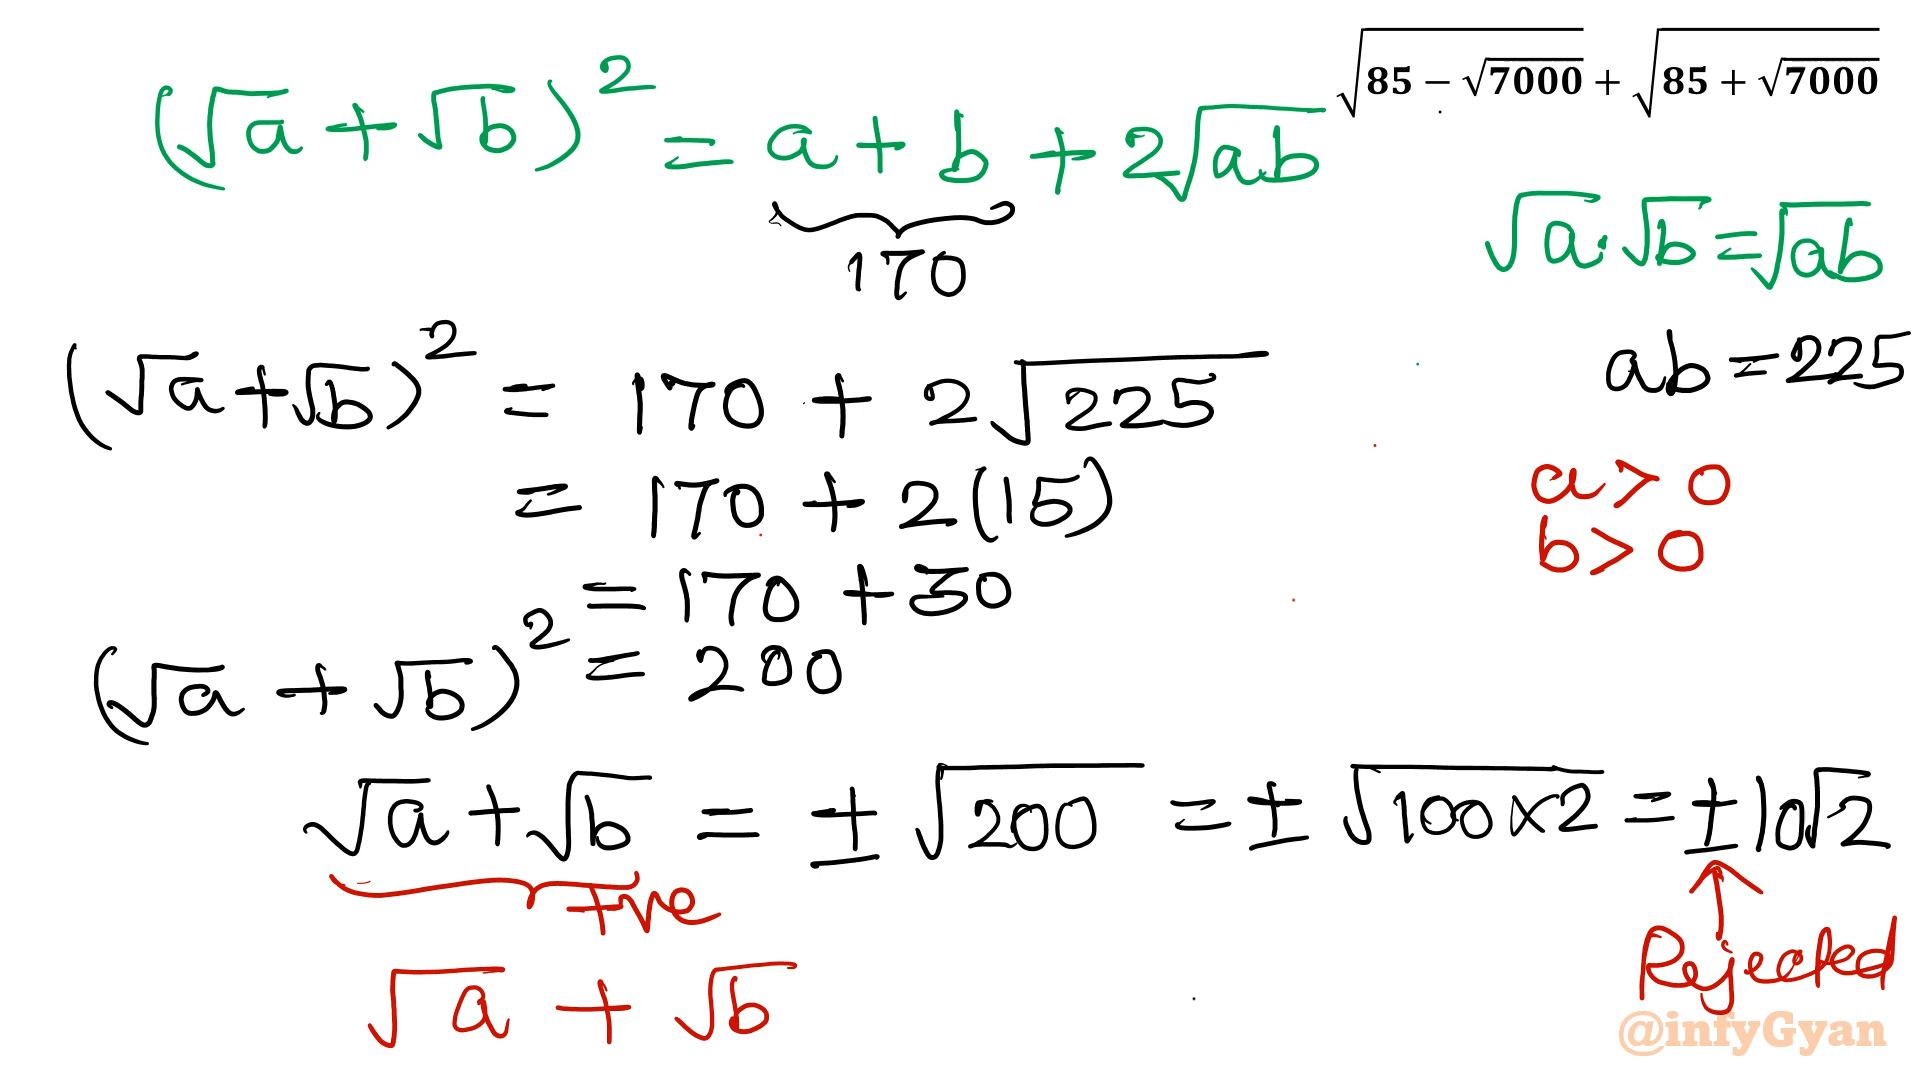 √(85 − √7000) + √(85 + √7000)
(√a + √b)² = a + b + 2√ab
170
√a · √b = √ab
ab = 225
(√a + √b)² = 170 + 2√225
= 170 + 2(15)
a > 0
b > 0
= 170 + 30
(√a + √b)² = 200
√a + √b = ± √200 = ± √100×2 = ± 10√2
+ve
Rejected
√a + √b
@infyGyan